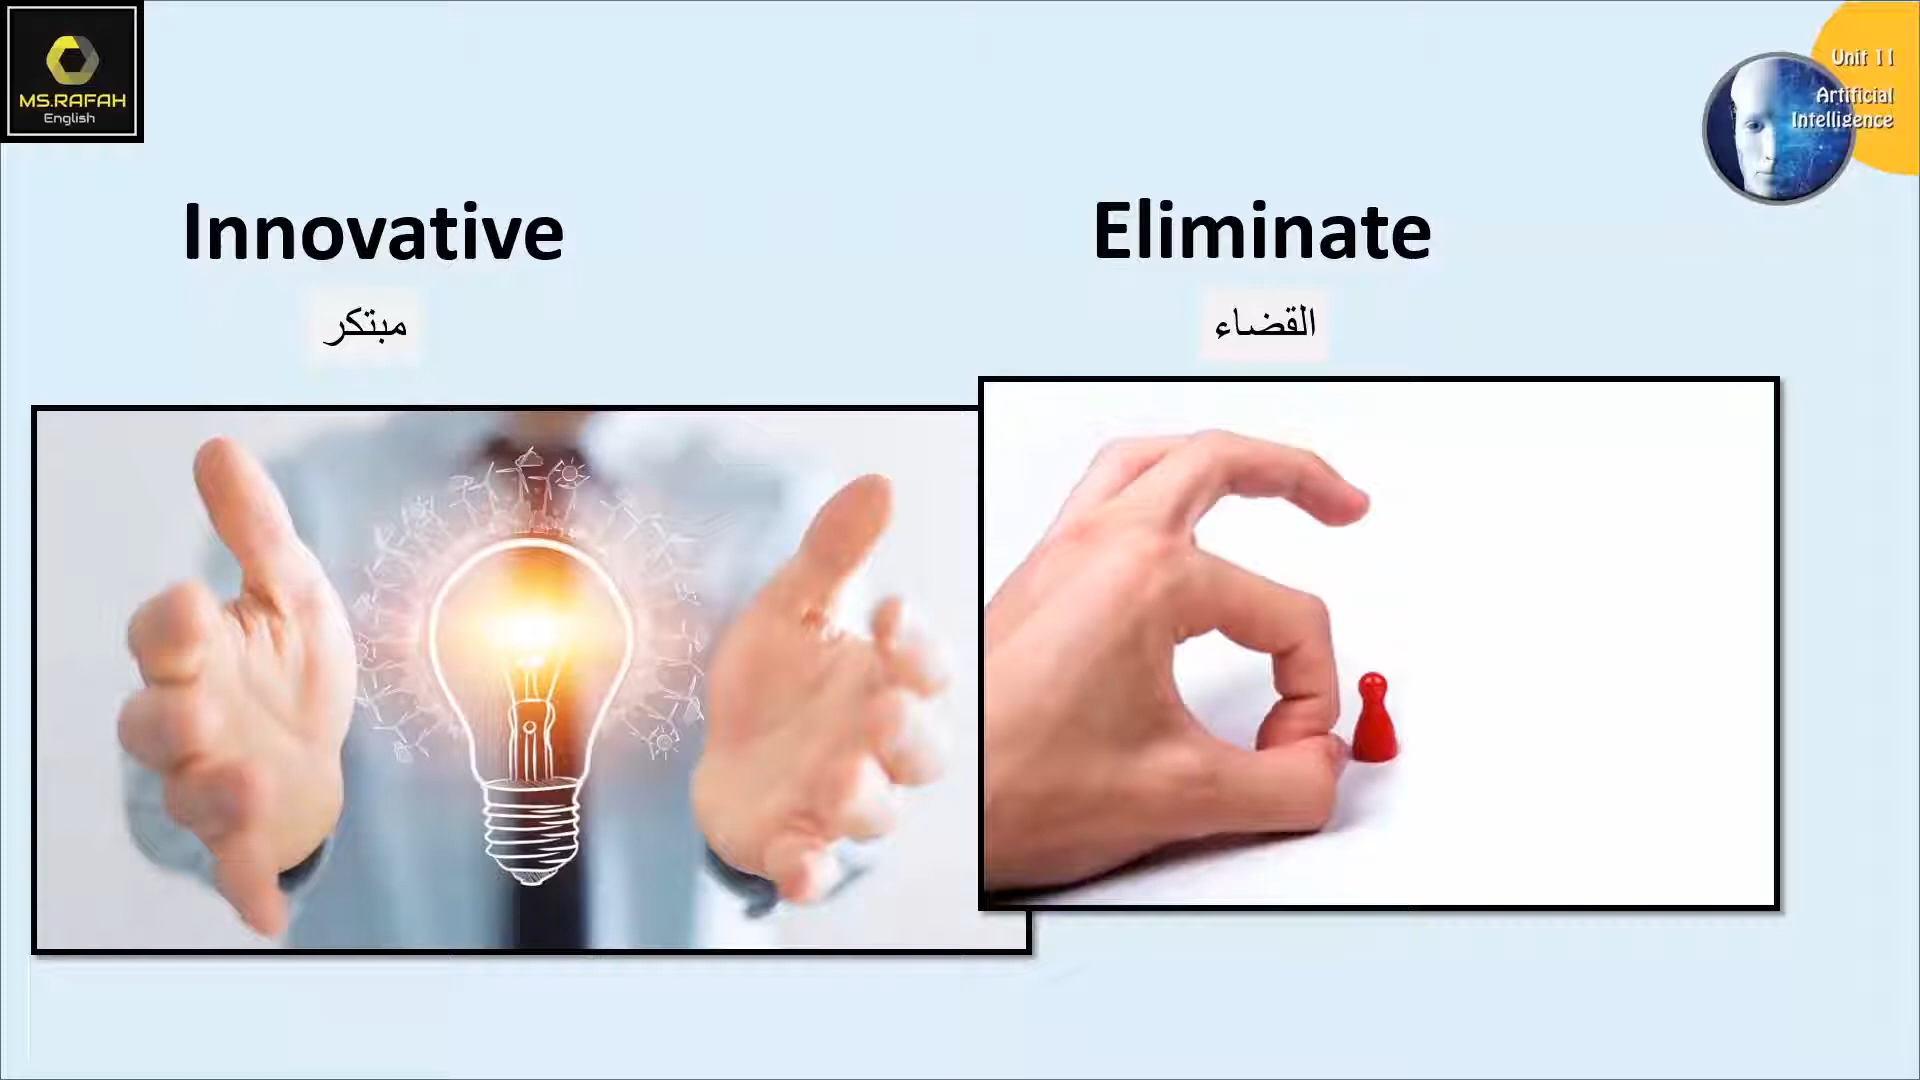 MS.RAFAH
English
Unit 11
Artificial
Intelligence
Innovative
مبتكر
Eliminate
القضاء